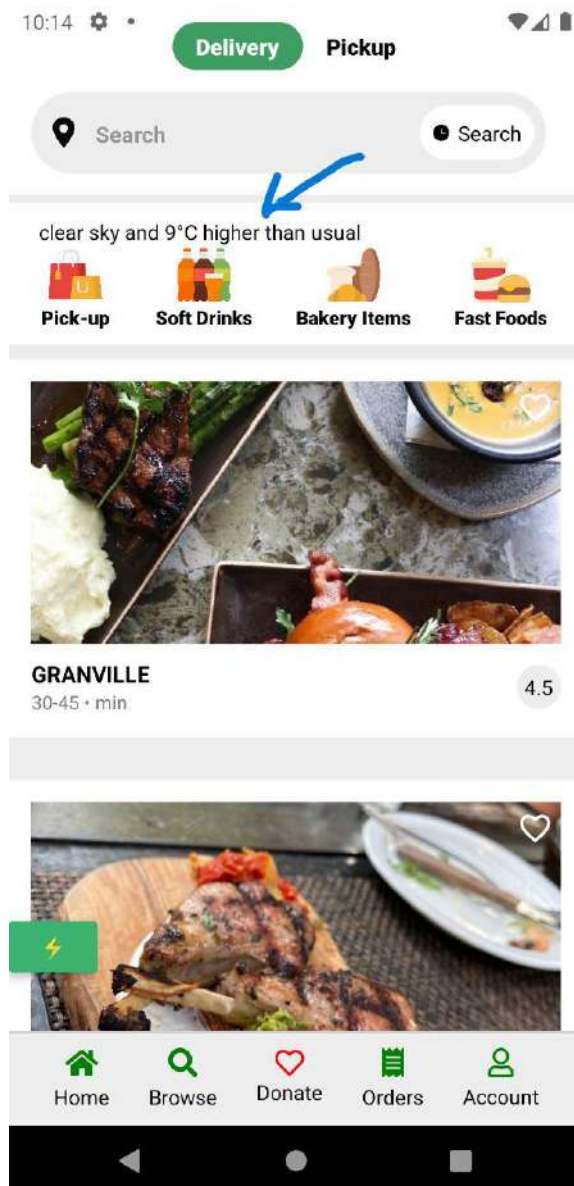 10:14
Delivery Pickup
Search Search
clear sky and 9°C higher than usual
Pick-up Soft Drinks Bakery Items Fast Foods
GRANVILLE
30-45 • min
4.5
Home Browse Donate Orders Account